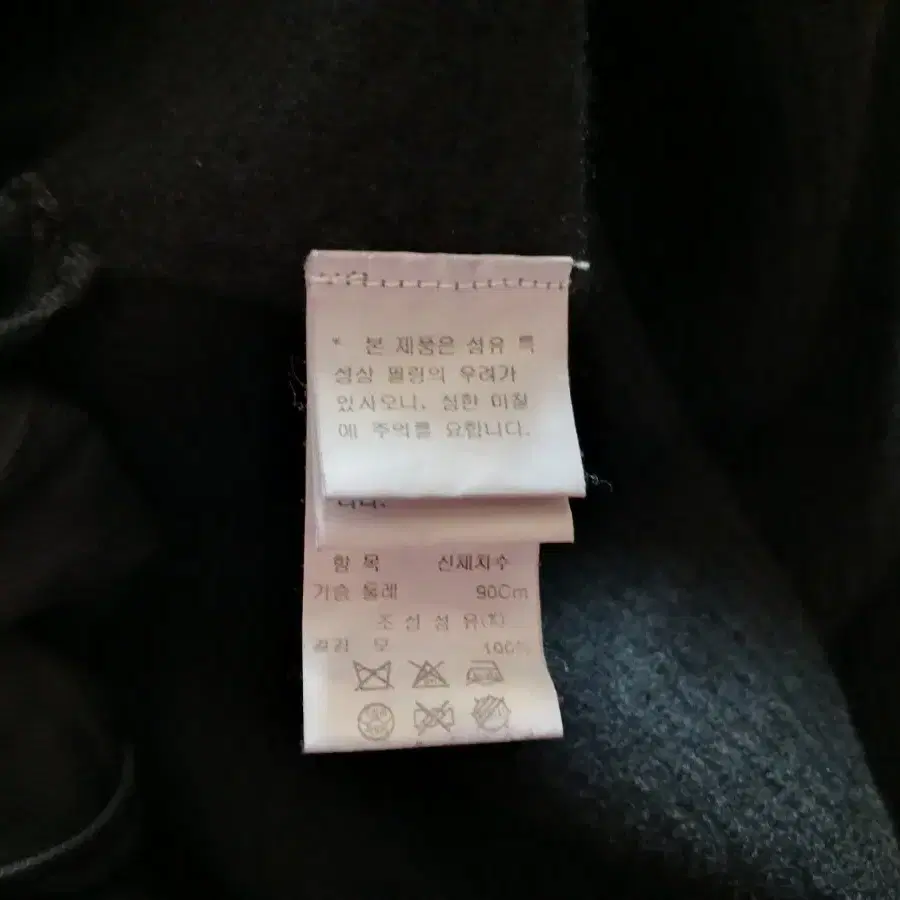 * 본 제품은 섬유 특
성상 필링의 우려가
있사오니, 심한 마찰
에 주의를 요합니다.
니다.
항 목 신체치수
가슴 둘레 90Cm
조 성 섬 유(%)
겉감 모 100%